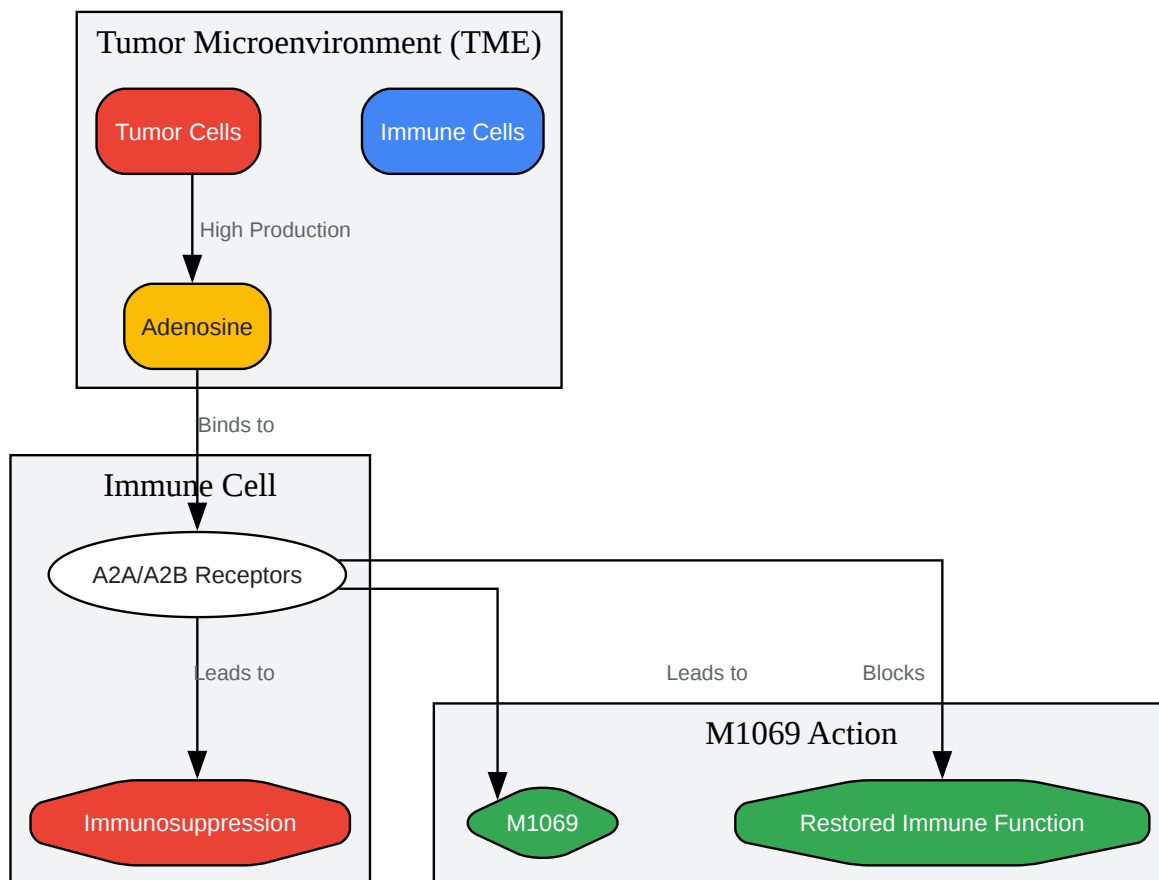 Tumor Microenvironment (TME)
Tumor Cells
Immune Cells
High Production
Adenosine
Binds to
Immune Cell
A2A/A2B Receptors
Leads to
Leads to
Blocks
M1069 Action
Immunosuppression
M1069
Restored Immune Function